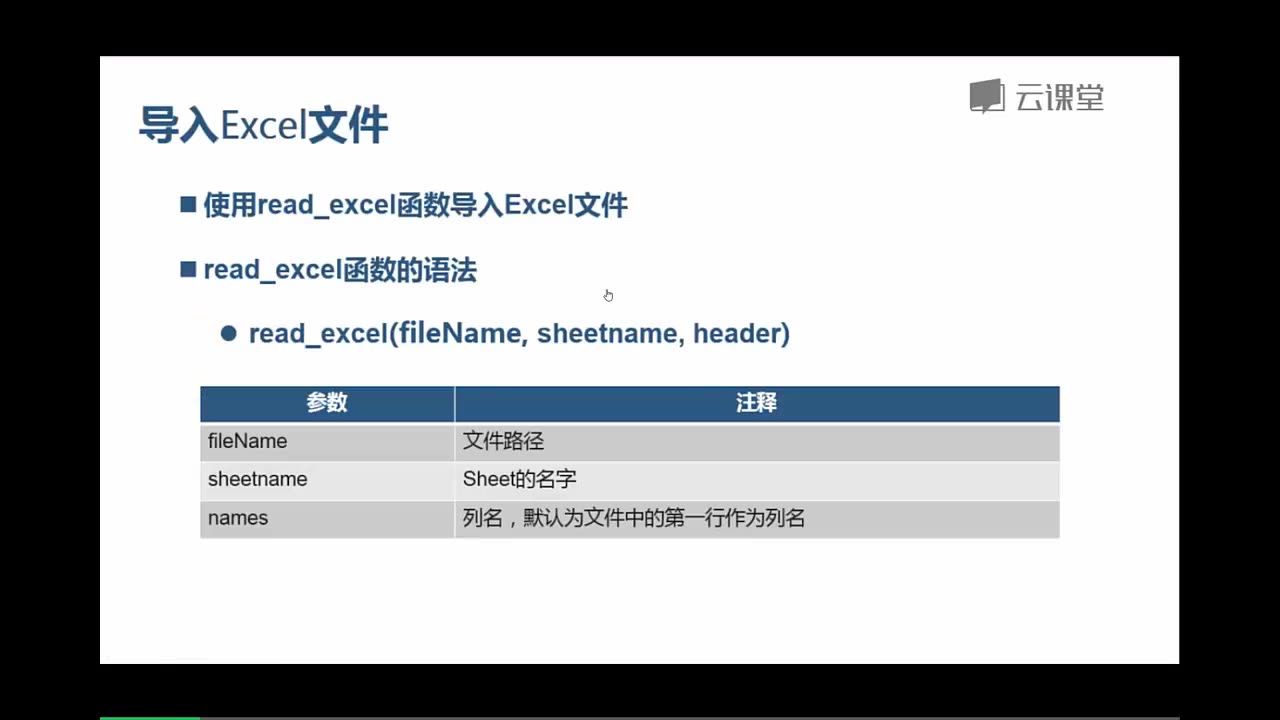 云课堂
导入Excel文件
使用read_excel函数导入Excel文件
read_excel函数的语法
read_excel(fileName, sheetname, header)
参数 注释
fileName 文件路径
sheetname Sheet的名字
names 列名，默认为文件中的第一行作为列名